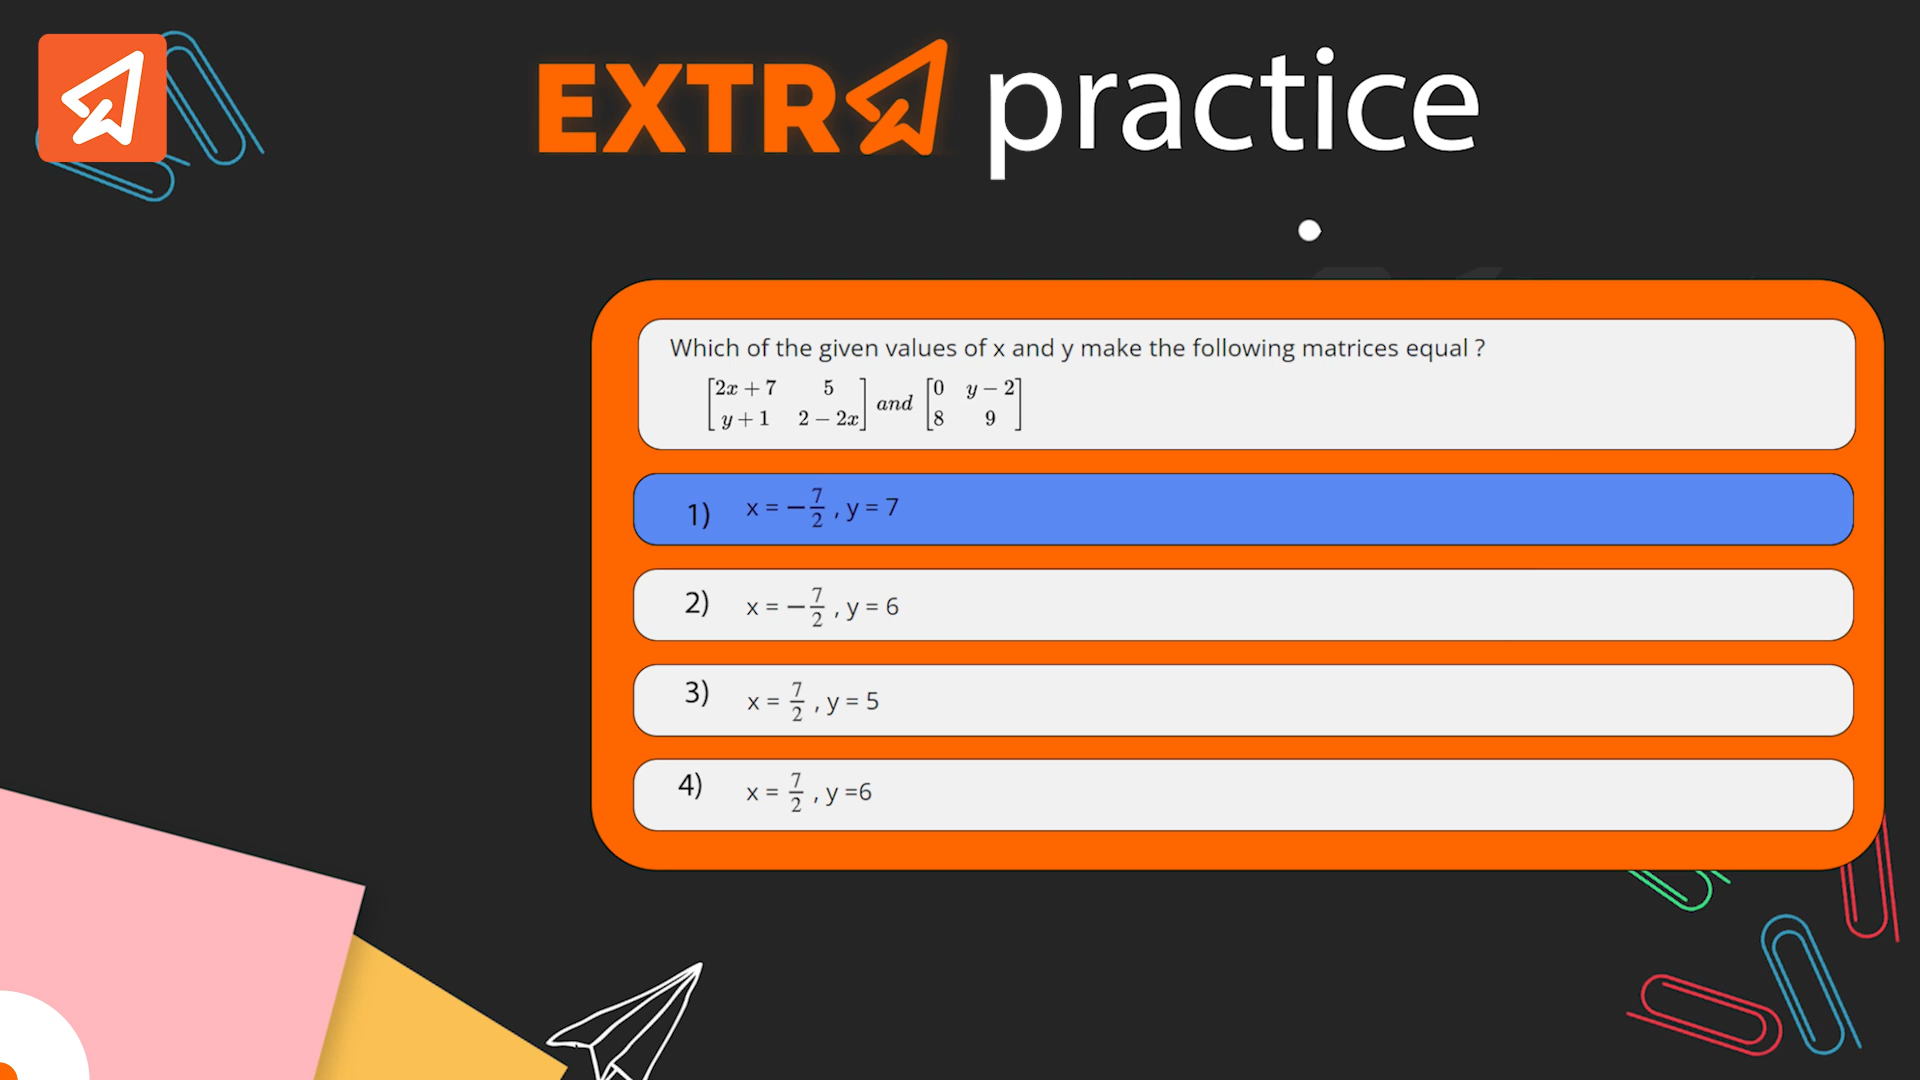 EXTRA practice
Which of the given values of x and y make the following matrices equal ?
[2x + 7 5 y + 1 2 − 2x] and [0 y − 2 8 9]
1) x = −7/2 , y = 7
2) x = −7/2 , y = 6
3) x = 7/2 , y = 5
4) x = 7/2 , y =6